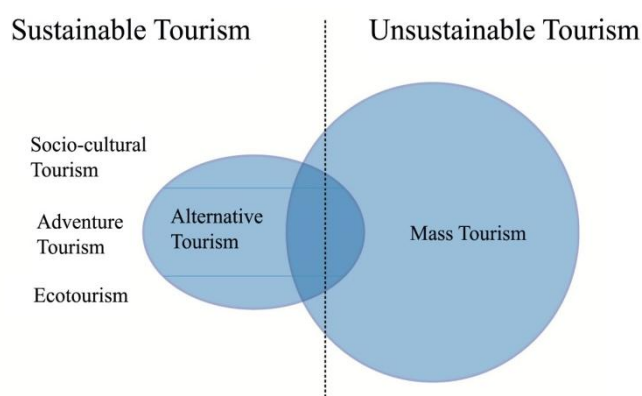 Sustainable Tourism
Unsustainable Tourism
Socio-cultural
Tourism
Adventure
Tourism
Ecotourism
Alternative
Tourism
Mass Tourism